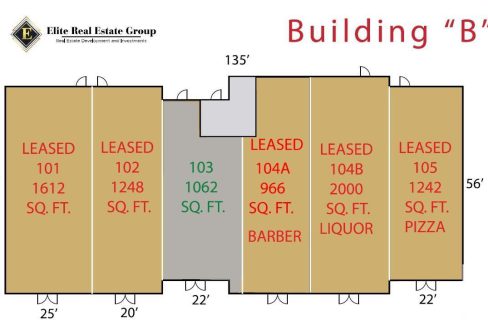 Elite Real Estate Group
Real Estate Development and Investments
Building "B"
135'
LEASED
101
1612
SQ. FT.
LEASED
102
1248
SQ. FT.
103
1062
SQ. FT.
LEASED
104A
966
SQ. FT.
BARBER
LEASED
104B
2000
SQ. FT.
LIQUOR
LEASED
105
1242
SQ. FT.
PIZZA
56'
25'
20'
22'
22'